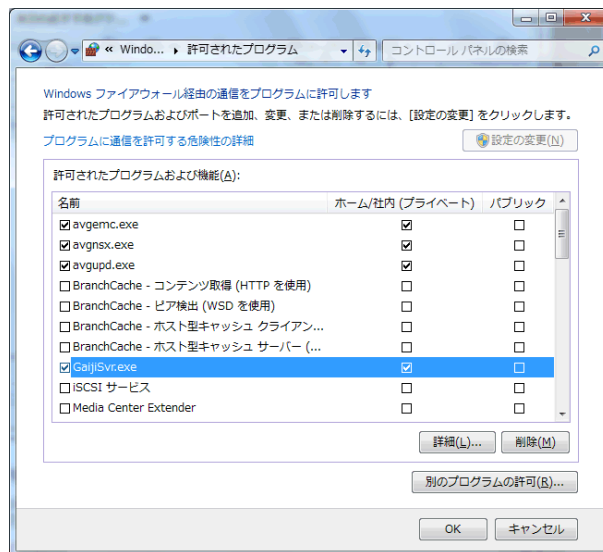 « Windo... ▸ 許可されたプログラム
コントロール パネルの検索
Windows ファイアウォール経由の通信をプログラムに許可します
許可されたプログラムおよびポートを追加、変更、または削除するには、[設定の変更] をクリックします。
プログラムに通信を許可する危険性の詳細
設定の変更(N)
許可されたプログラムおよび機能(A):
名前 ホーム/社内 (プライベート) パブリック
avgemc.exe
avgnsx.exe
avgupd.exe
BranchCache - コンテンツ取得 (HTTP を使用)
BranchCache - ピア検出 (WSD を使用)
BranchCache - ホスト型キャッシュ クライアン...
BranchCache - ホスト型キャッシュ サーバー (...
GaijiSvr.exe
iSCSI サービス
Media Center Extender
詳細(L)... 削除(M)
別のプログラムの許可(R)...
OK キャンセル